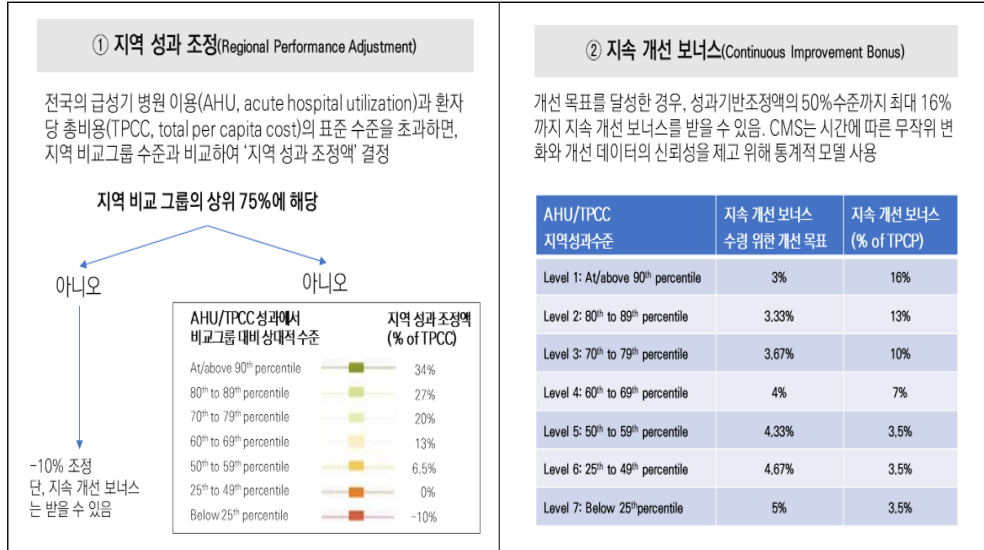 ① 지역 성과 조정(Regional Performance Adjustment)
전국의 급성기 병원 이용(AHU, acute hospital utilization)과 환자
당 총비용(TPCC, total per capita cost)의 표준 수준을 초과하면,
지역 비교그룹 수준과 비교하여 ‘지역 성과 조정액’ 결정
지역 비교 그룹의 상위 75%에 해당
아니오
아니오
-10% 조정
단, 지속 개선 보너스
는 받을 수 있음
AHU/TPCC 성과에서 지역 성과 조정액
비교그룹 대비 상대적 수준 (% of TPCC)
At/above 90th percentile 34%
80th to 89th percentile 27%
70th to 79th percentile 20%
60th to 69th percentile 13%
50th to 59th percentile 6.5%
25th to 49th percentile 0%
Below 25th percentile -10%
② 지속 개선 보너스(Continuous Improvement Bonus)
개선 목표를 달성한 경우, 성과기반조정액의 50%수준까지 최대 16%
까지 지속 개선 보너스를 받을 수 있음. CMS는 시간에 따른 무작위 변
화와 개선 데이터의 신뢰성을 제고 위해 통계적 모델 사용
AHU/TPCC 지속 개선 보너스 지속 개선 보너스
지역성과수준 수령 위한 개선 목표 (% of TPCP)
Level 1: At/above 90th percentile 3% 16%
Level 2: 80th to 89th percentile 3.33% 13%
Level 3: 70th to 79th percentile 3.67% 10%
Level 4: 60th to 69th percentile 4% 7%
Level 5: 50th to 59th percentile 4.33% 3.5%
Level 6: 25th to 49th percentile 4.67% 3.5%
Level 7: Below 25thpercentile 5% 3.5%